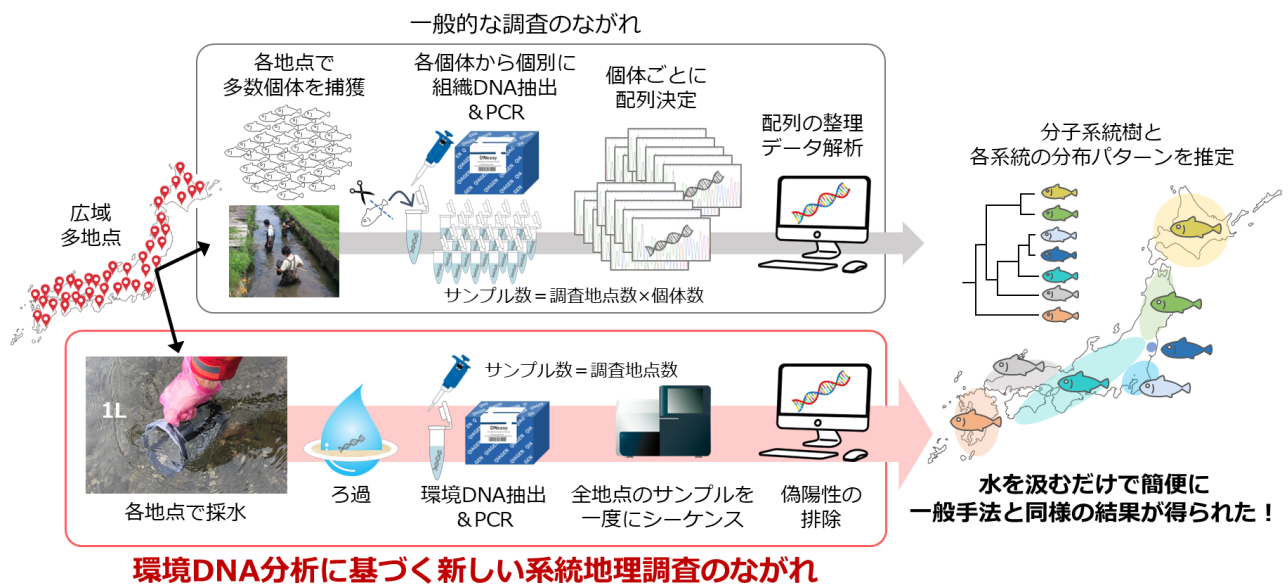 一般的な調査のながれ
各地点で
多数個体を捕獲
各個体から個別に
組織DNA抽出
&PCR
個体ごとに
配列決定
配列の整理
データ解析
DNeasy
QIAGEN
サンプル数=調査地点数×個体数
広域
多地点
分子系統樹と
各系統の分布パターンを推定
1L
各地点で採水
ろ過
サンプル数=調査地点数
DNeasy
QIAGEN
環境DNA抽出
&PCR
全地点のサンプルを
一度にシーケンス
偽陽性の
排除
水を汲むだけで簡便に
一般手法と同様の結果が得られた!
環境DNA分析に基づく新しい系統地理調査のながれ